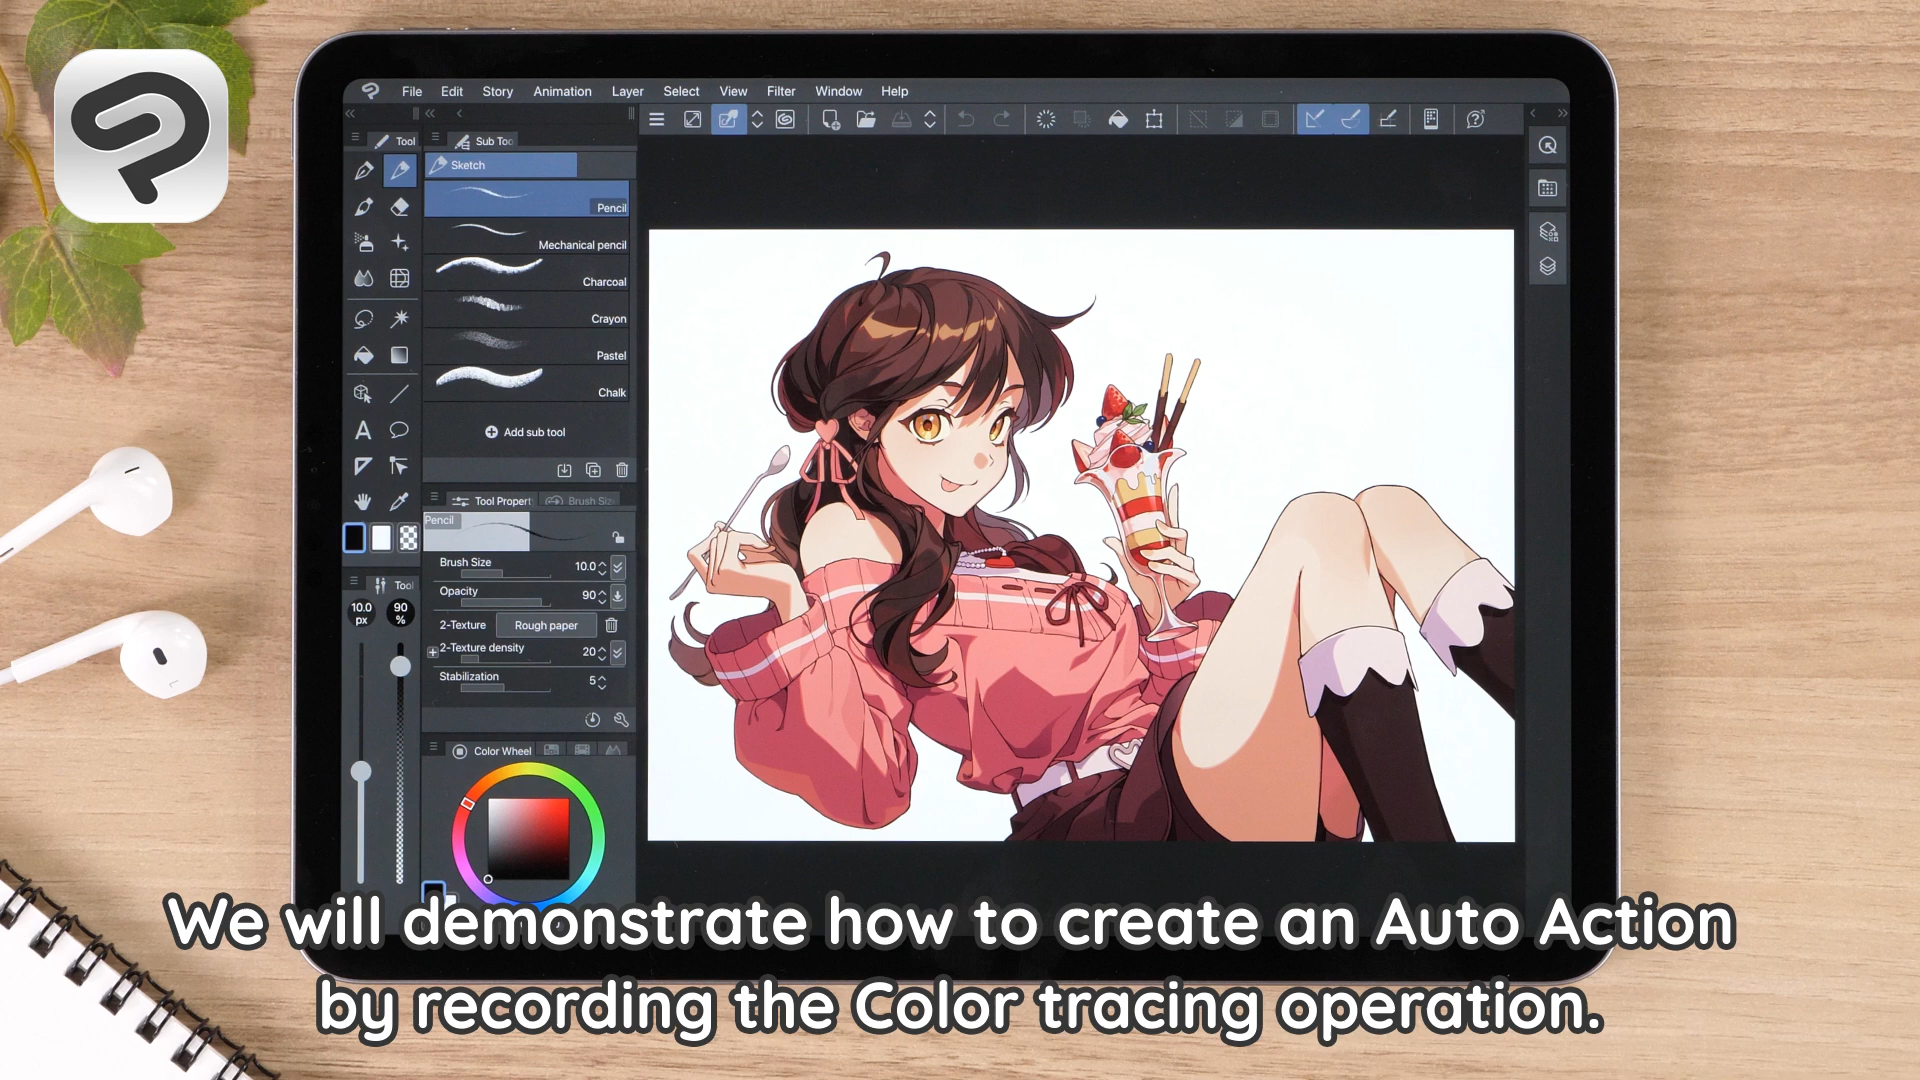 File Edit Story Animation Layer Select View Filter Window Help
Tool
Sub Too
Sketch
Pencil
Mechanical pencil
Charcoal
Crayon
Pastel
Chalk
Add sub tool
Tool Propert
Brush Siz
Pencil
Brush Size 10.0
Opacity 90
2-Texture Rough paper
2-Texture density 20
Stabilization 5
Tool
10.0 px
90 %
Color Wheel
We will demonstrate how to create an Auto Action
by recording the Color tracing operation.